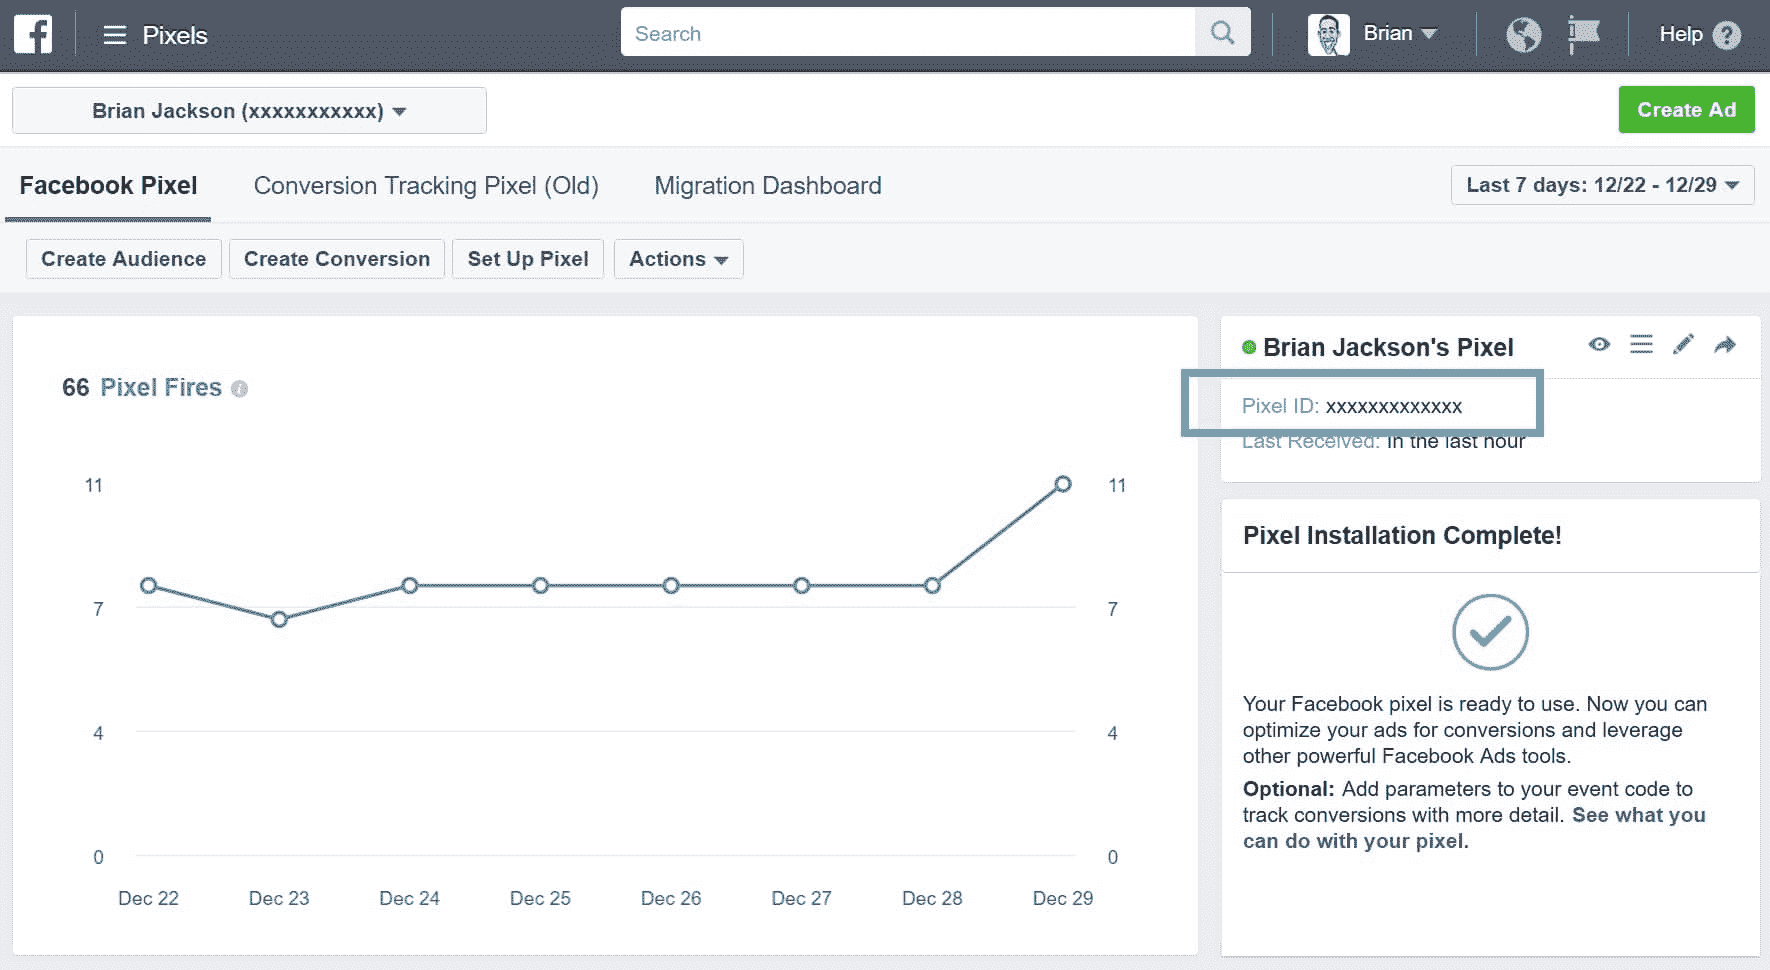 f Pixels Search Brian Help ?
Brian Jackson (xxxxxxxxxxx) Create Ad
Facebook Pixel Conversion Tracking Pixel (Old) Migration Dashboard Last 7 days: 12/22 - 12/29
Create Audience Create Conversion Set Up Pixel Actions
66 Pixel Fires i
11 11
7 7
4 4
0 0
Dec 22 Dec 23 Dec 24 Dec 25 Dec 26 Dec 27 Dec 28 Dec 29
Brian Jackson's Pixel
Pixel ID: xxxxxxxxxxxxx
Last Received: In the last hour
Pixel Installation Complete!
Your Facebook pixel is ready to use. Now you can
optimize your ads for conversions and leverage
other powerful Facebook Ads tools.
Optional: Add parameters to your event code to
track conversions with more detail. See what you
can do with your pixel.